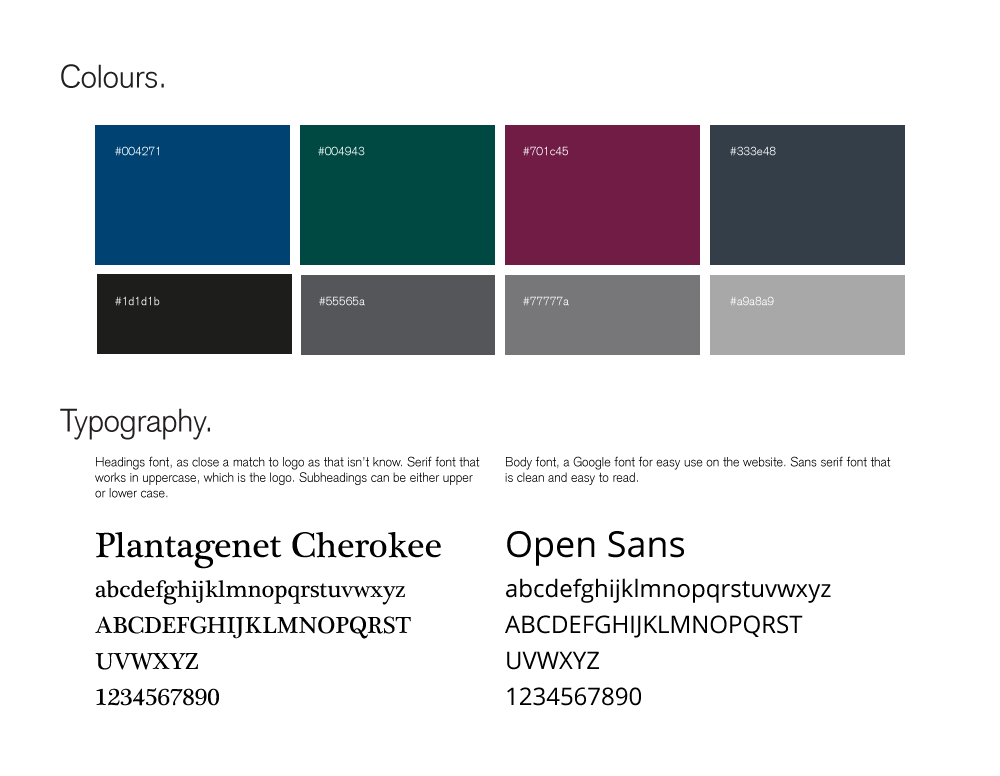 Colours.
#004271
#004943
#701c45
#333e48
#1d1d1b
#55565a
#77777a
#a9a8a9
Typography.
Headings font, as close a match to logo as that isn't know. Serif font that
works in uppercase, which is the logo. Subheadings can be either upper
or lower case.
Body font, a Google font for easy use on the website. Sans serif font that
is clean and easy to read.
Plantagenet Cherokee
abcdefghijklmnopqrstuvwxyz
ABCDEFGHIJKLMNOPQRST
UVWXYZ
1234567890
Open Sans
abcdefghijklmnopqrstuvwxyz
ABCDEFGHIJKLMNOPQRST
UVWXYZ
1234567890